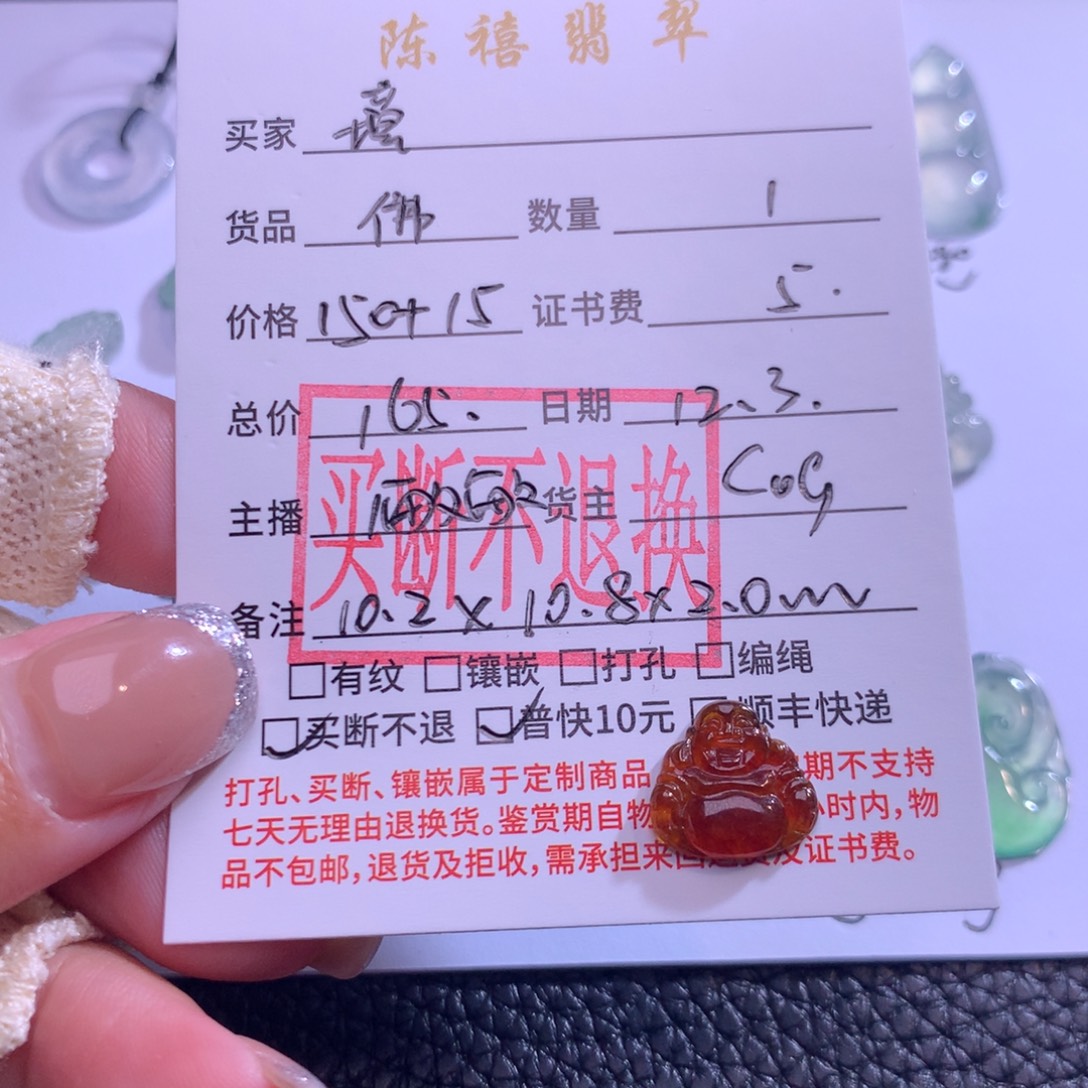 陈禧翡翠
买家
货品 佛 数量 1
价格 150+15 证书费 5.
总价 165. 日期 12.3.
主播 货主 CoG
买断不退换
备注 10.2×10.8×2.0m
□有纹 □镶嵌 □打孔 □编绳
☑买断不退 ☑普快10元 □顺丰快递
打孔、买断、镶嵌属于定制商品 期不支持
七天无理由退换货。鉴赏期自物 小时内，物
品不包邮，退货及拒收，需承担来回 及证书费。